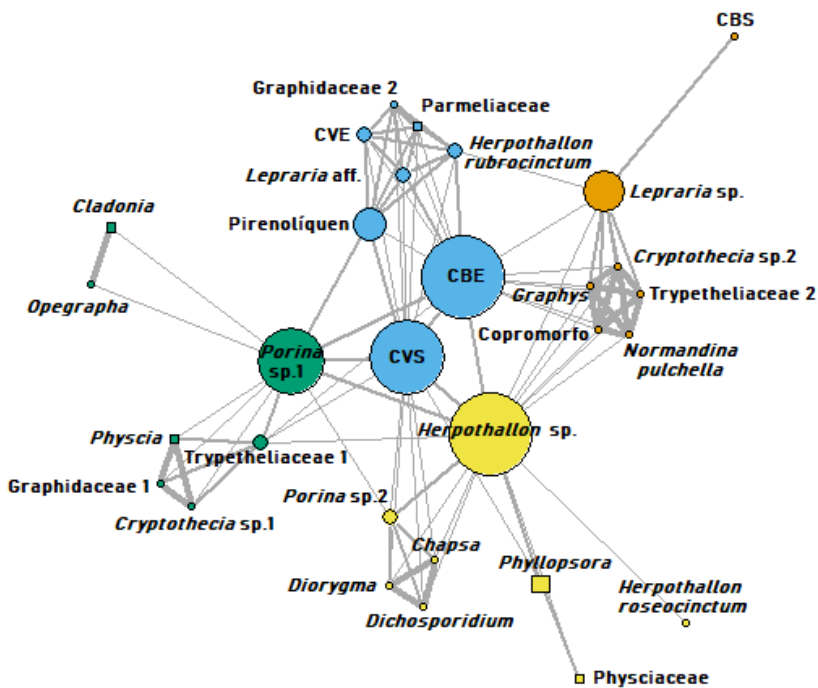 CBS
Graphidaceae 2
Parmeliaceae
CVE
Herpothallon
rubrocinctum
Lepraria aff.
Lepraria sp.
Cladonia
Pirenolíquen
Cryptothecia sp.2
CBE
Graphys
Trypetheliaceae 2
Opegrapha
Copromorfo
Normandina
pulchella
Porina
sp.1
CVS
Herpothallon sp.
Physcia
Trypetheliaceae 1
Graphidaceae 1
Porina sp.2
Cryptothecia sp.1
Chapsa
Phyllopsora
Diorygma
Herpothallon
roseocinctum
Dichosporidium
Physciaceae